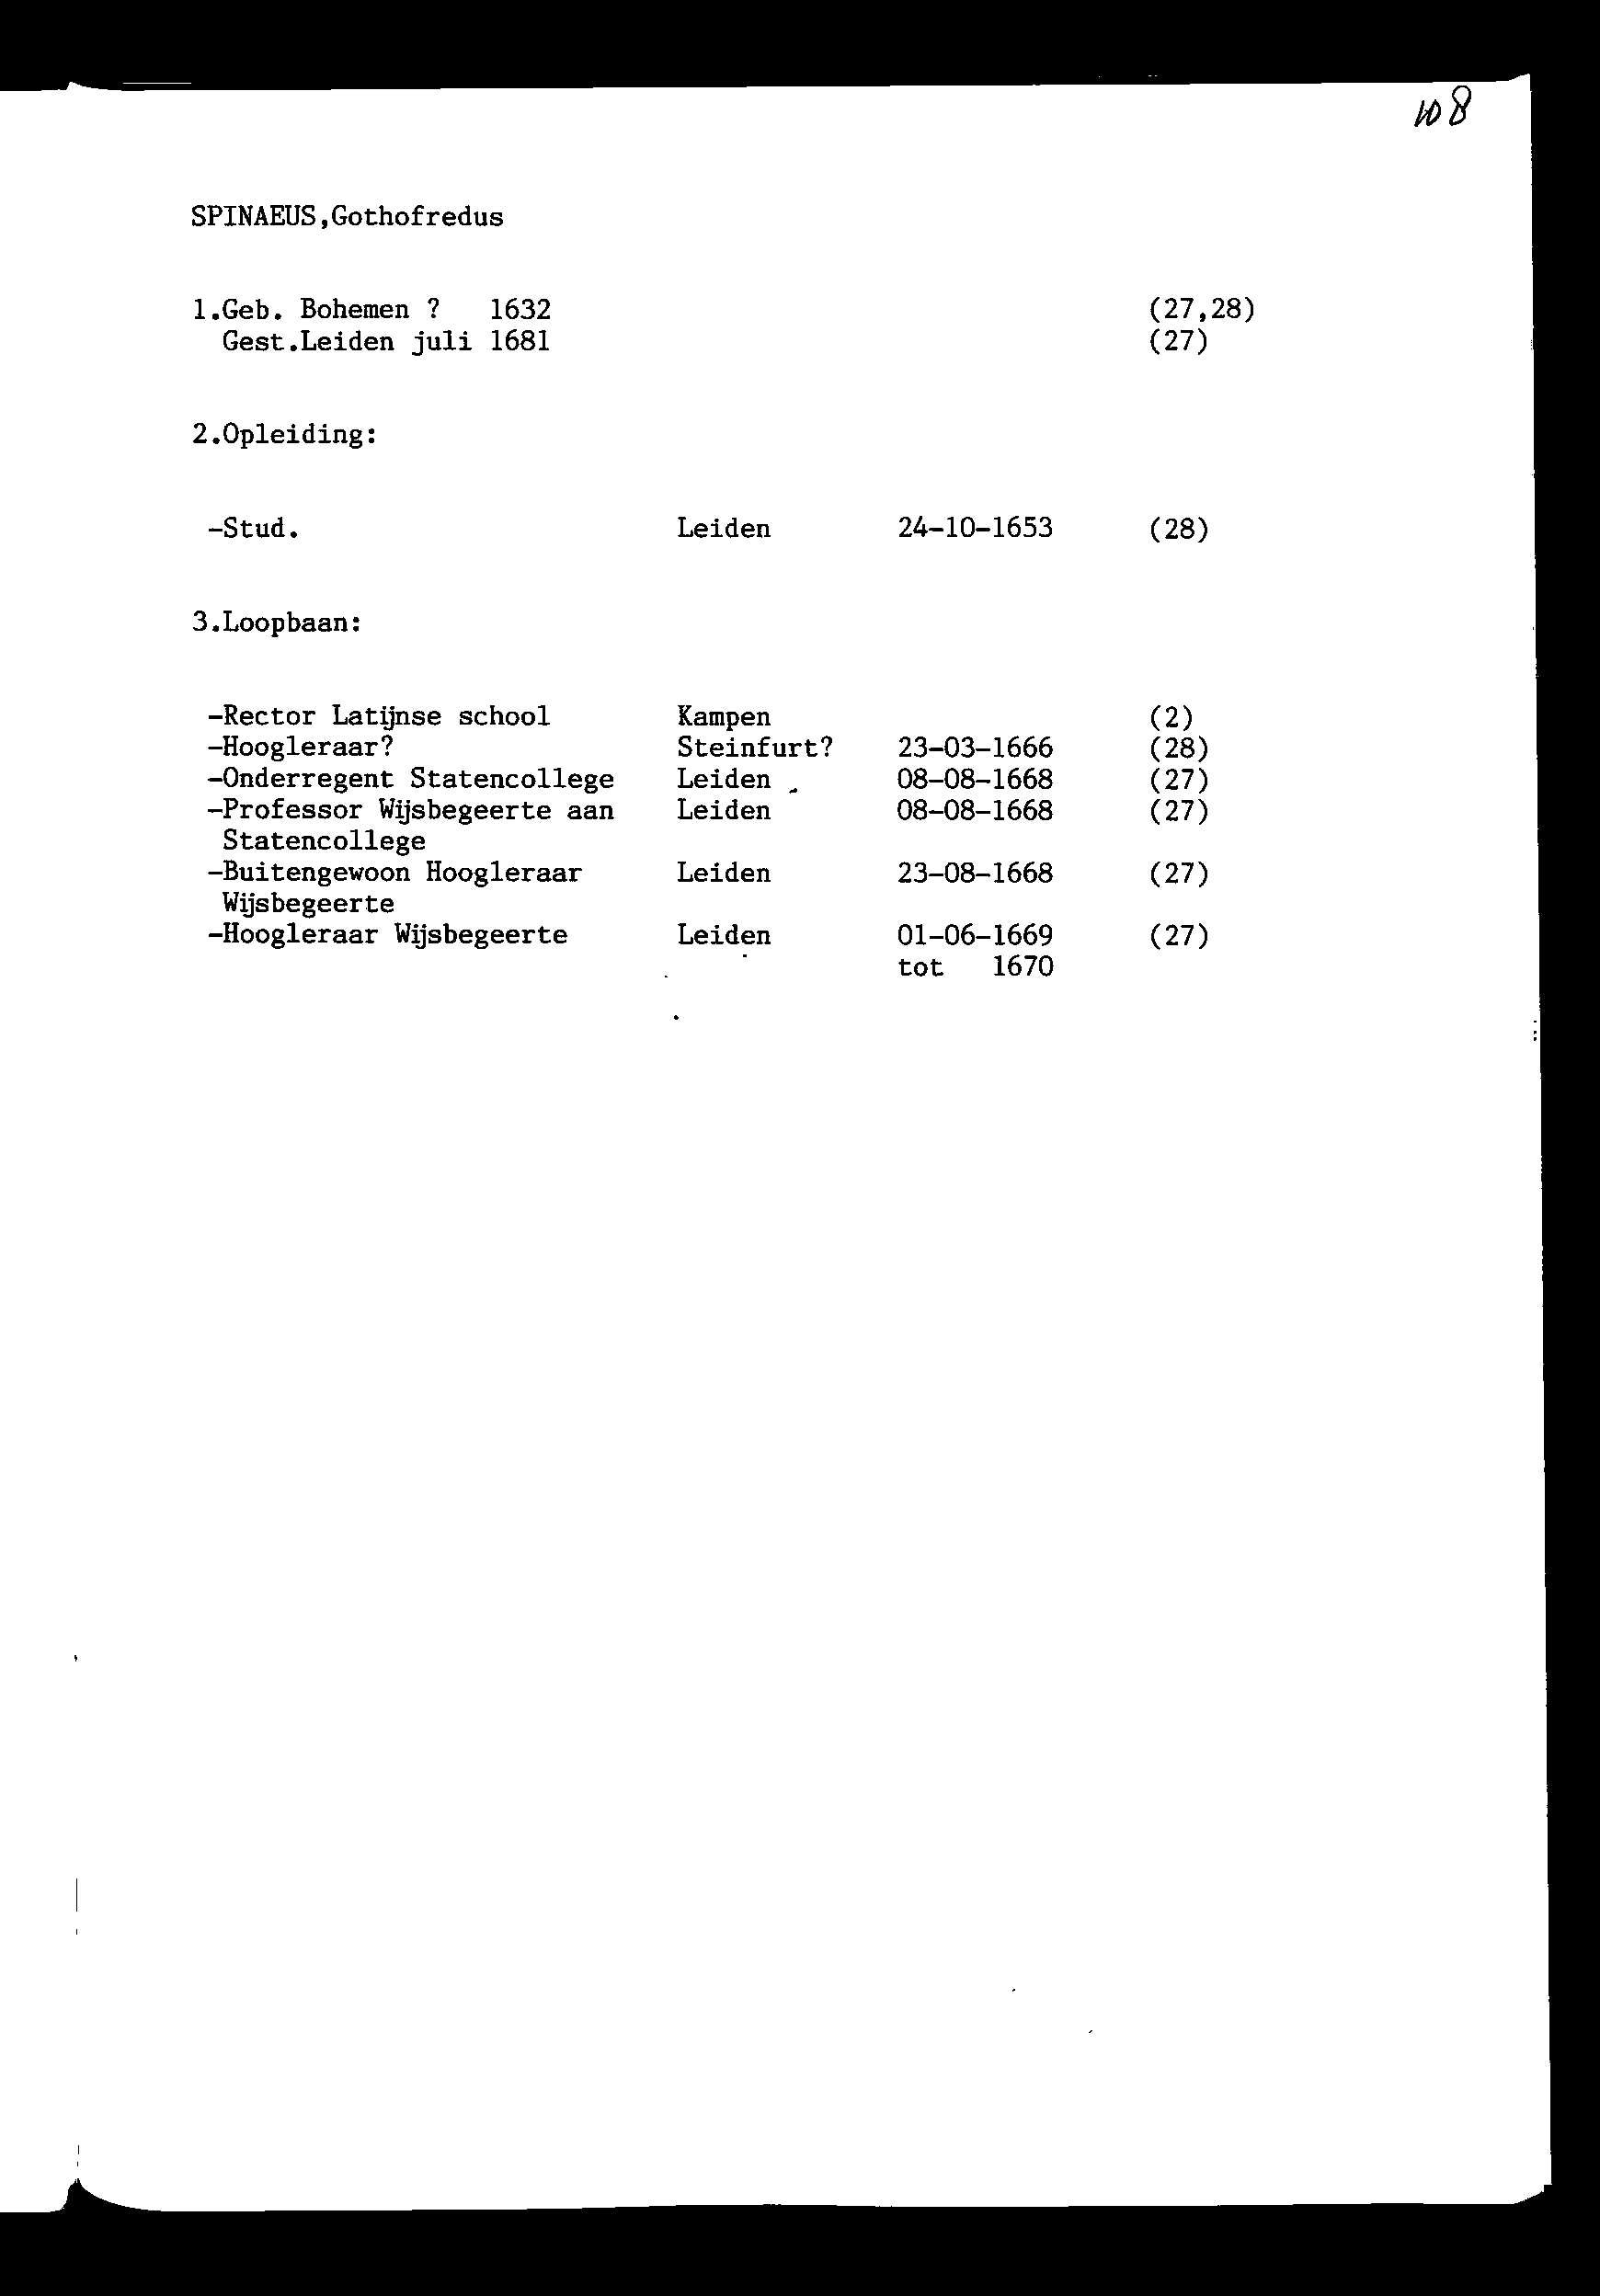 108
SPINAEUS,Gothofredus
1.Geb. Bohemen ? 1632 (27,28)
Gest.Leiden juli 1681 (27)
2.Opleiding:
-Stud. Leiden 24-10-1653 (28)
3.Loopbaan:
-Rector Latijnse school Kampen (2)
-Hoogleraar? Steinfurt? 23-03-1666 (28)
-Onderregent Statencollege Leiden 08-08-1668 (27)
-Professor Wijsbegeerte aan Leiden 08-08-1668 (27)
Statencollege
-Buitengewoon Hoogleraar Leiden 23-08-1668 (27)
Wijsbegeerte
-Hoogleraar Wijsbegeerte Leiden 01-06-1669 (27)
tot 1670